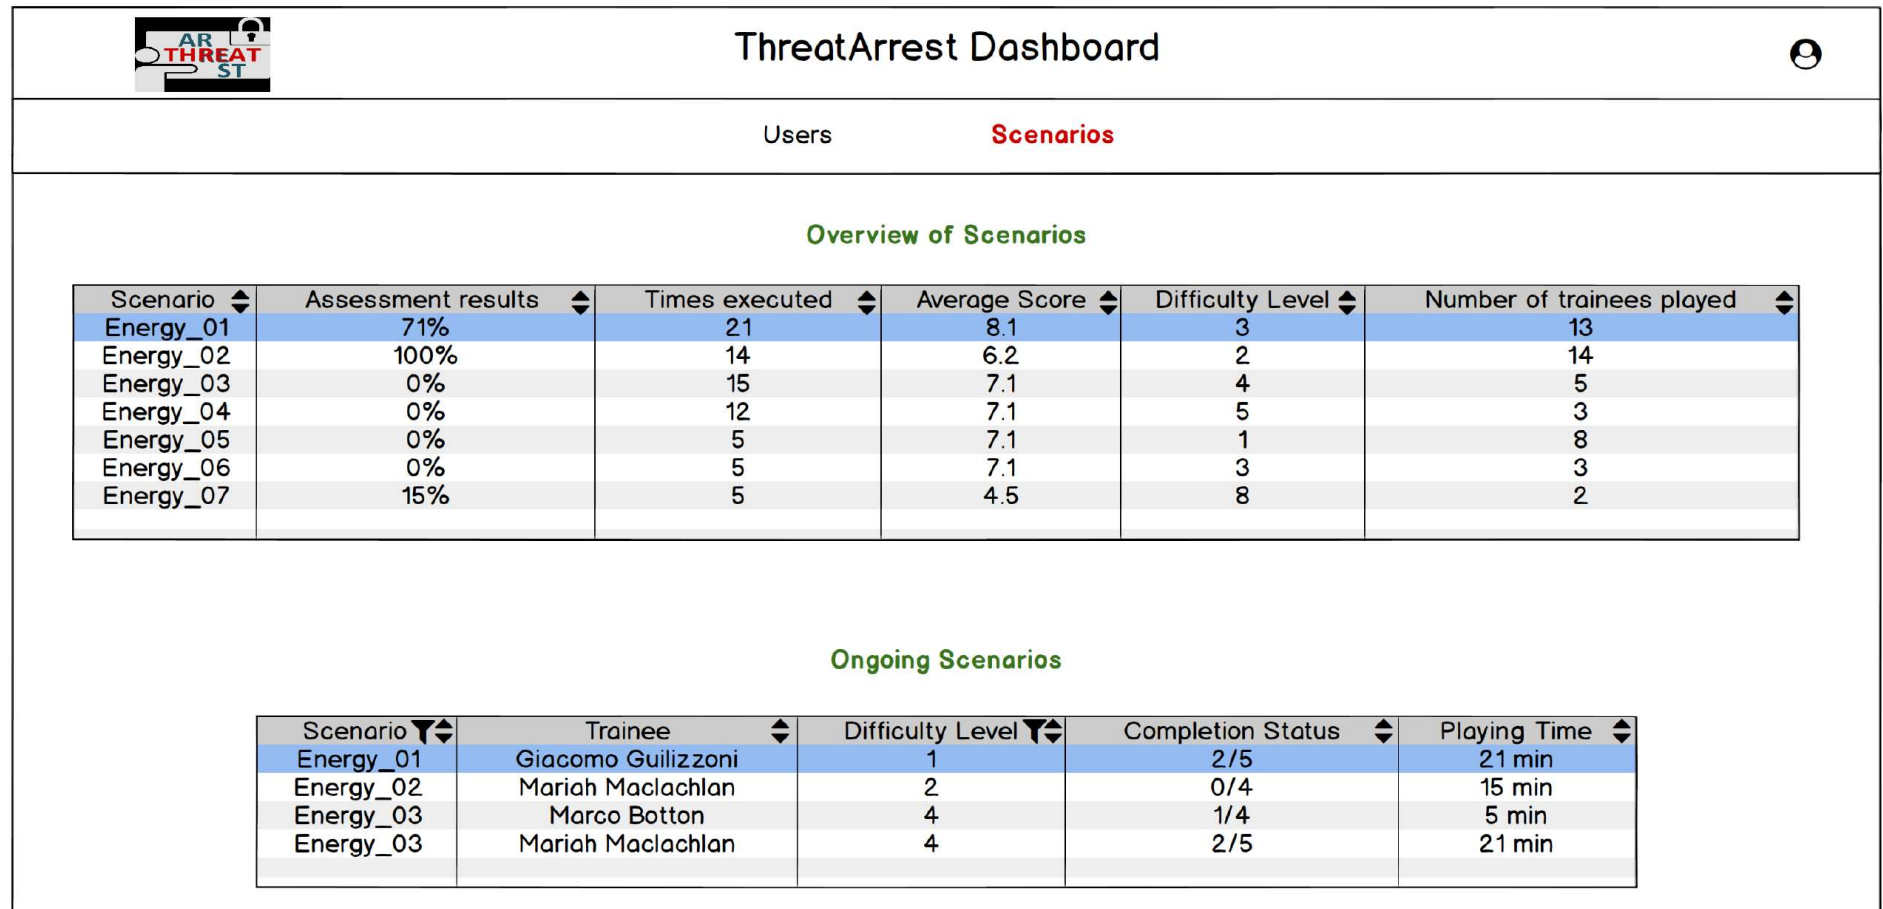 AR
THREAT
ST
ThreatArrest Dashboard
Users Scenarios
Overview of Scenarios
Scenario Assessment results Times executed Average Score Difficulty Level Number of trainees played
Energy_01 71% 21 8.1 3 13
Energy_02 100% 14 6.2 2 14
Energy_03 0% 15 7.1 4 5
Energy_04 0% 12 7.1 5 3
Energy_05 0% 5 7.1 1 8
Energy_06 0% 5 7.1 3 3
Energy_07 15% 5 4.5 8 2
Ongoing Scenarios
Scenario Trainee Difficulty Level Completion Status Playing Time
Energy_01 Giacomo Guilizzoni 1 2/5 21 min
Energy_02 Mariah Maclachlan 2 0/4 15 min
Energy_03 Marco Botton 4 1/4 5 min
Energy_03 Mariah Maclachlan 4 2/5 21 min